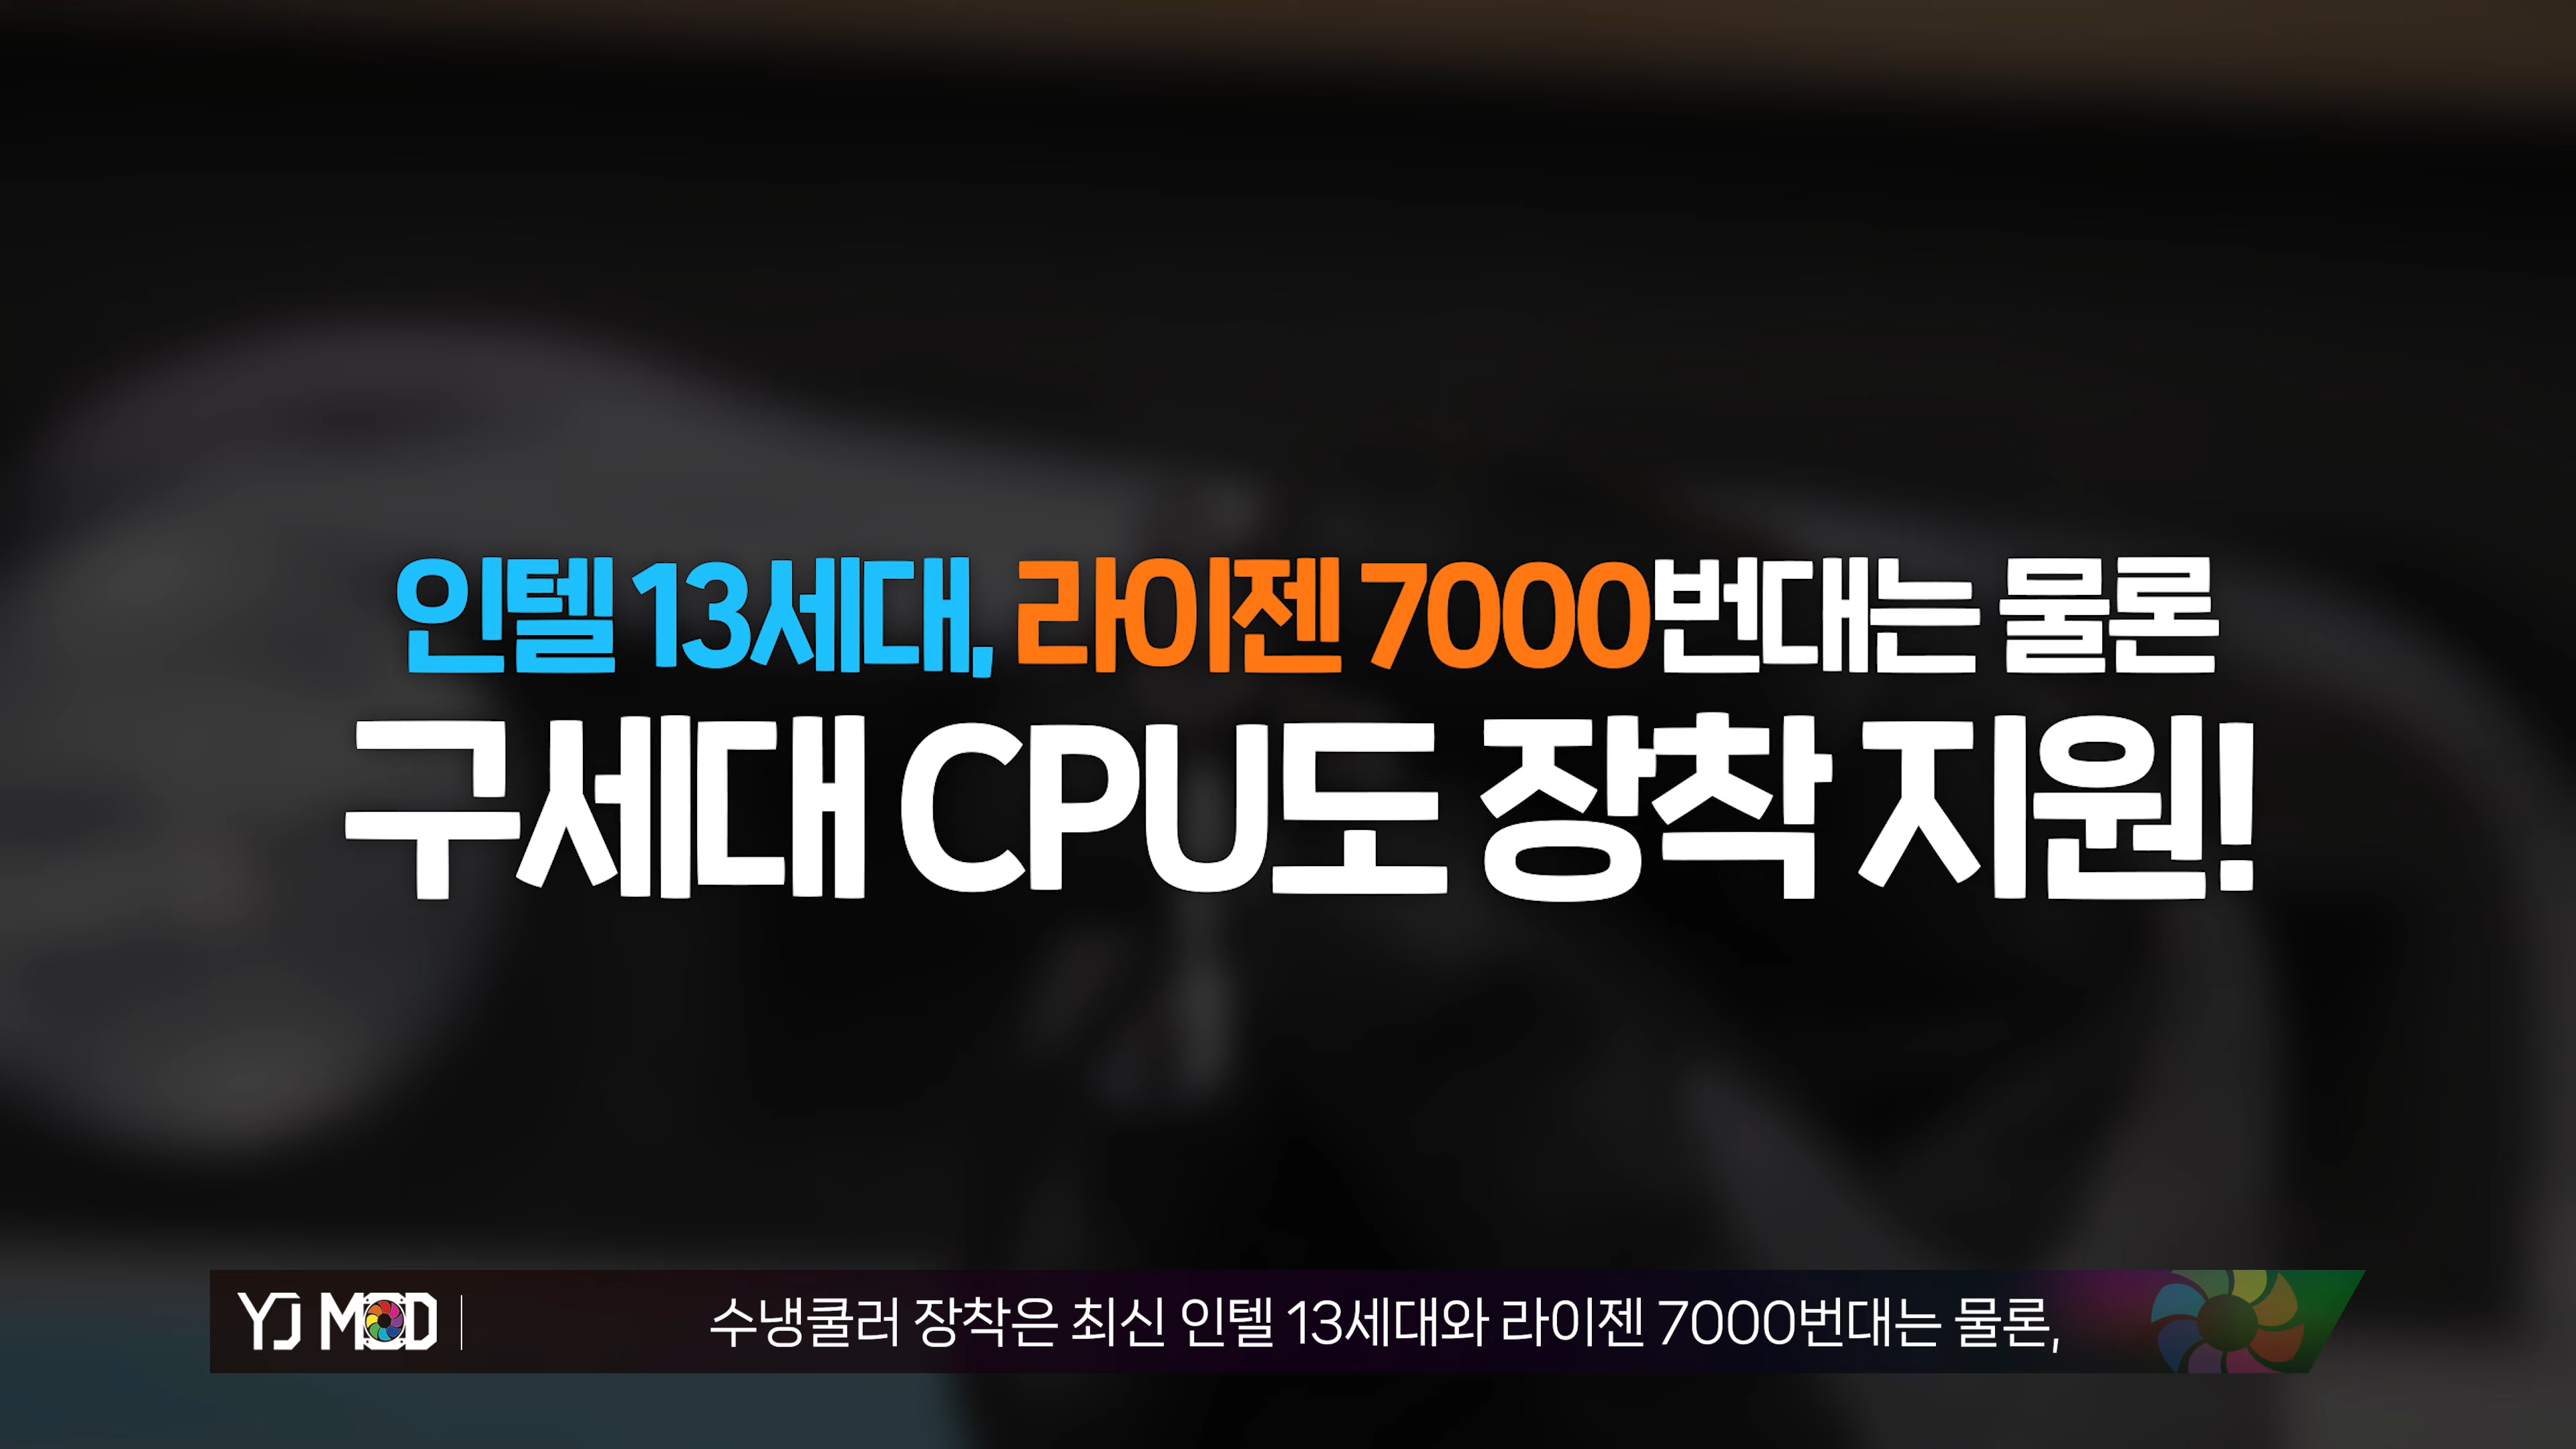 인텔 13세대, 라이젠 7000번대는 물론
구세대 CPU도 장착 지원!
YJ MOD
수냉쿨러 장착은 최신 인텔 13세대와 라이젠 7000번대는 물론,